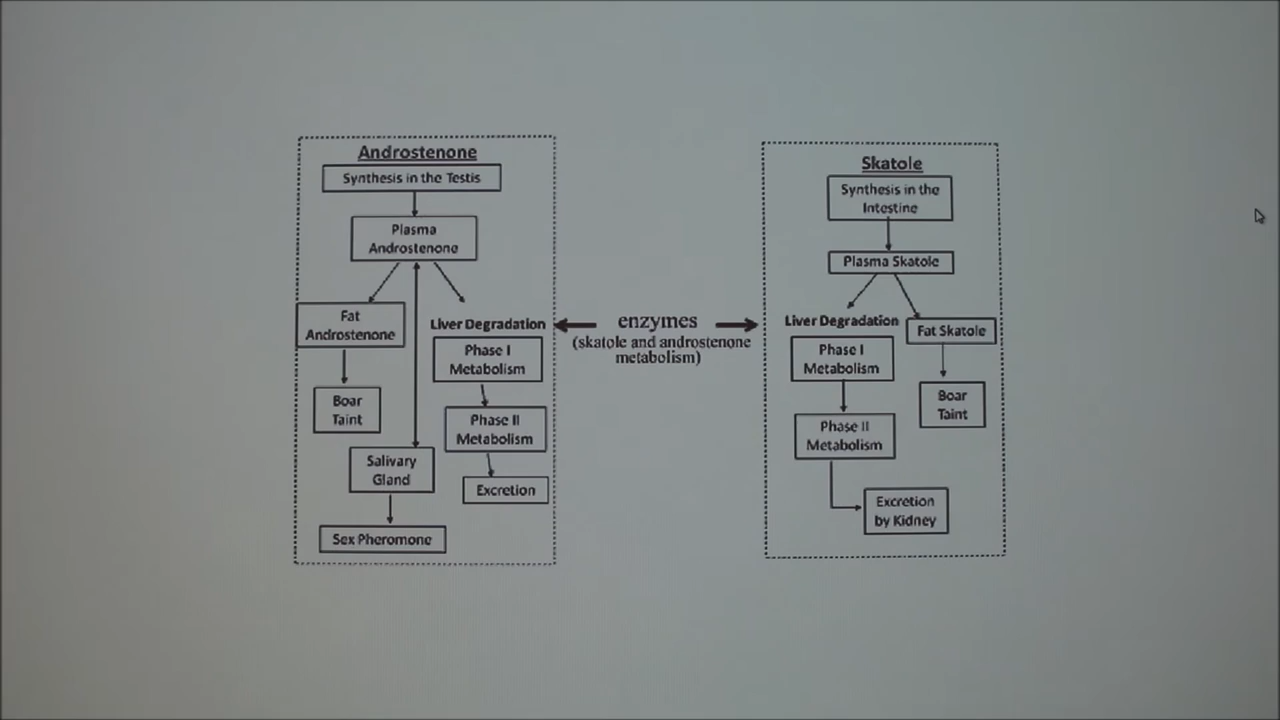 Androstenone
Synthesis in the Testis
Plasma
Androstenone
Fat
Androstenone
Boar
Taint
Salivary
Gland
Sex Pheromone
Liver Degradation
Phase I
Metabolism
Phase II
Metabolism
Excretion
enzymes
(skatole and androstenone
metabolism)
Skatole
Synthesis in the
Intestine
Plasma Skatole
Liver Degradation
Phase I
Metabolism
Phase II
Metabolism
Excretion
by Kidney
Fat Skatole
Boar
Taint